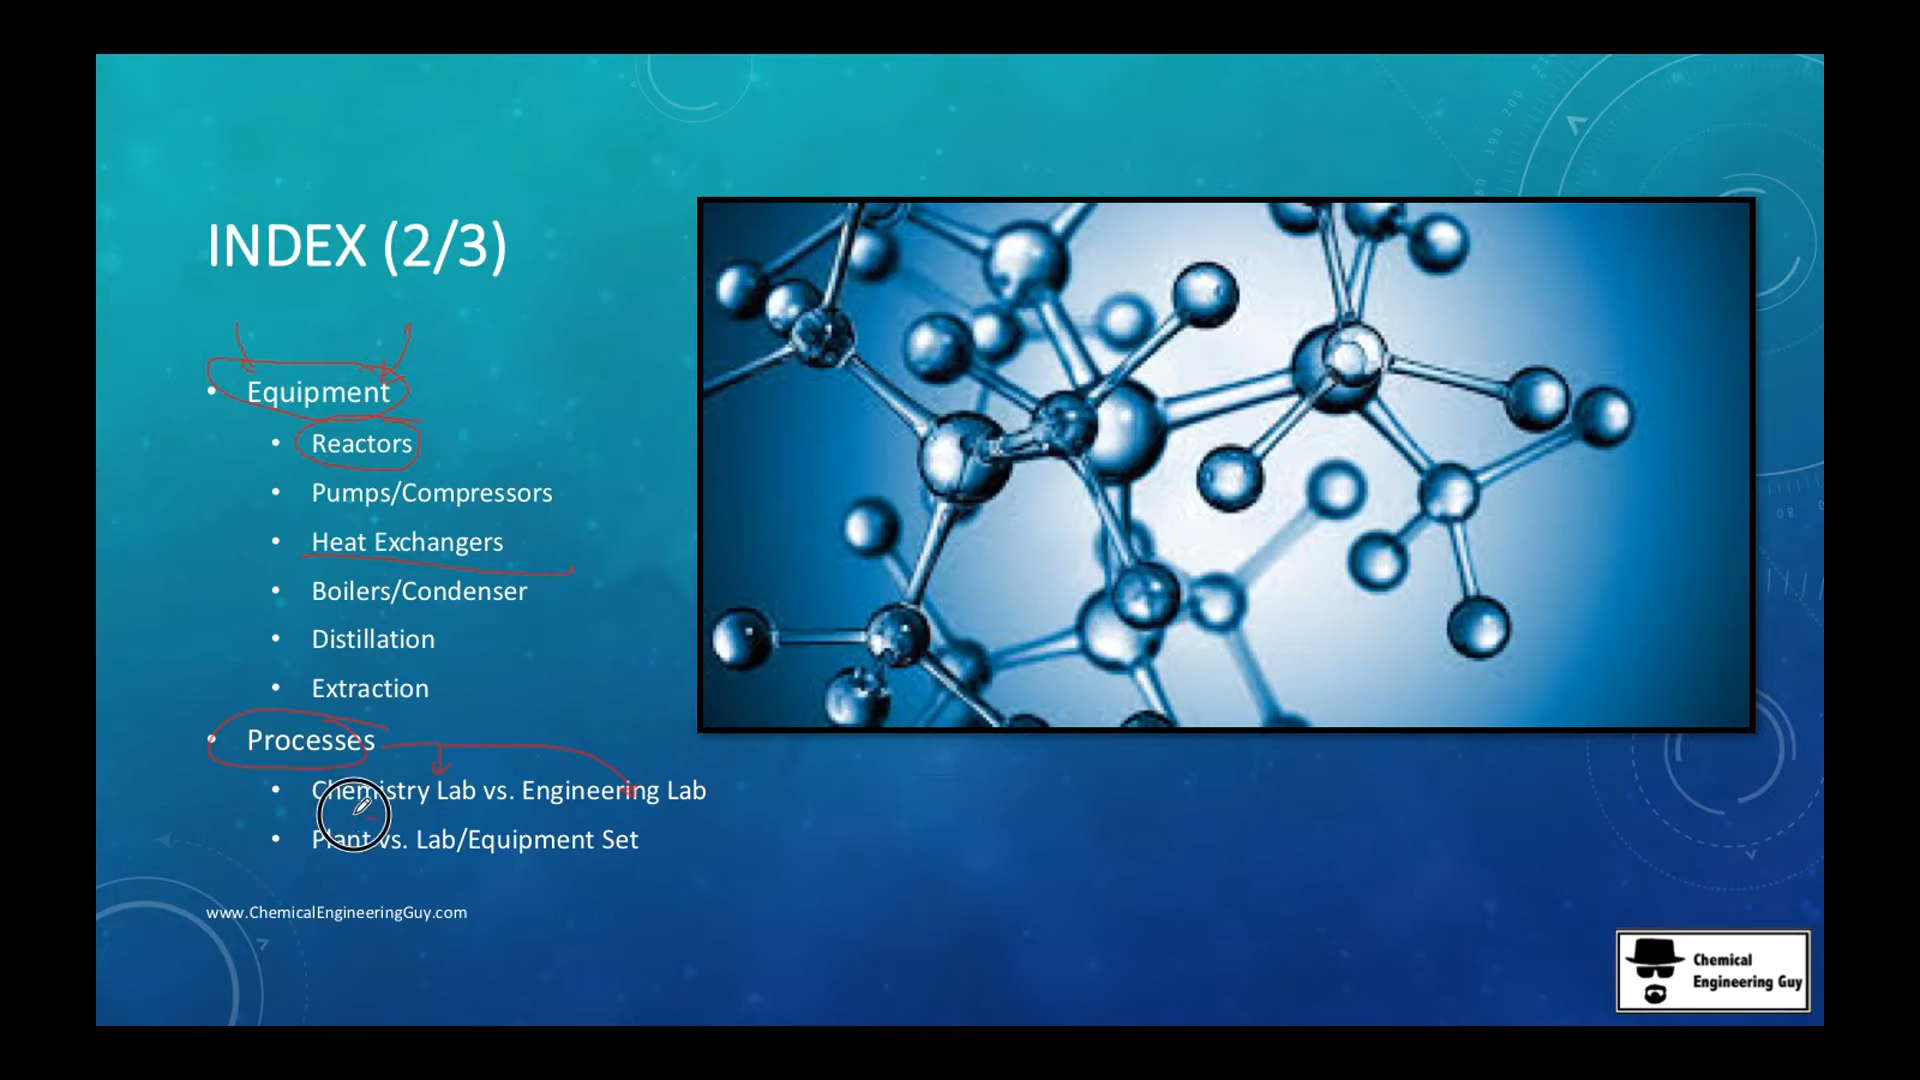 INDEX (2/3)
• Equipment
• Reactors
• Pumps/Compressors
• Heat Exchangers
• Boilers/Condenser
• Distillation
• Extraction
• Processes
• Chemistry Lab vs. Engineering Lab
• Plant vs. Lab/Equipment Set
www.ChemicalEngineeringGuy.com
Chemical
Engineering Guy